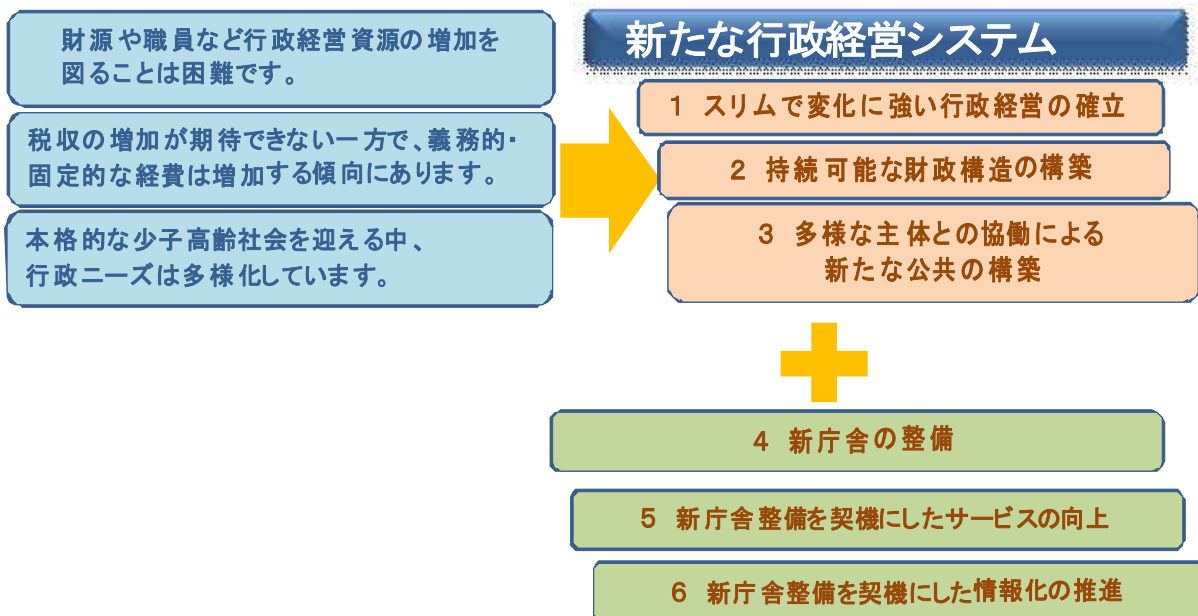 財源や職員など行政経営資源の増加を
図ることは困難です。
税収の増加が期待できない一方で、義務的・
固定的な経費は増加する傾向にあります。
本格的な少子高齢社会を迎える中、
行政ニーズは多様化しています。
新たな行政経営システム
1 スリムで変化に強い行政経営の確立
2 持続可能な財政構造の構築
3 多様な主体との協働による
新たな公共の構築
4 新庁舎の整備
5 新庁舎整備を契機にしたサービスの向上
6 新庁舎整備を契機にした情報化の推進